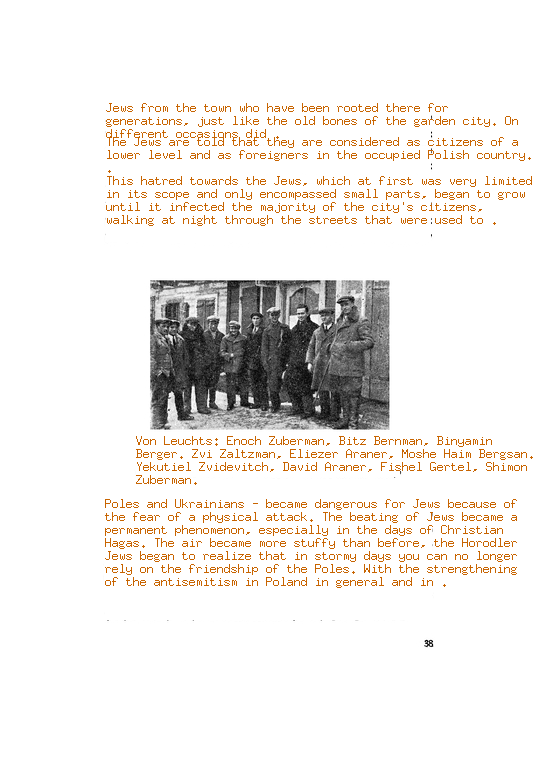 Jews from the town who have been rooted there for
generations, just like the old bones of the garden city. On
different occasions did .
The Jews are told that they are considered as citizens of a
lower level and as foreigners in the occupied Polish country.
.
This hatred towards the Jews, which at first was very limited
in its scope and only encompassed small parts, began to grow
until it infected the majority of the city's citizens,
walking at night through the streets that were used to .
Von Leuchts: Enoch Zuberman, Bitz Bernman, Binyamin
Berger. Zvi Zaltzman, Eliezer Araner, Moshe Haim Bergsan.
Yekutiel Zvidevitch, David Araner, Fishel Gertel, Shimon
Zuberman.
Poles and Ukrainians - became dangerous for Jews because of
the fear of a physical attack. The beating of Jews became a
permanent phenomenon, especially in the days of Christian
Hagas. The air became more stuffy than before, the Horodler
Jews began to realize that in stormy days you can no longer
rely on the friendship of the Poles. With the strengthening
of the antisemitism in Poland in general and in .
38